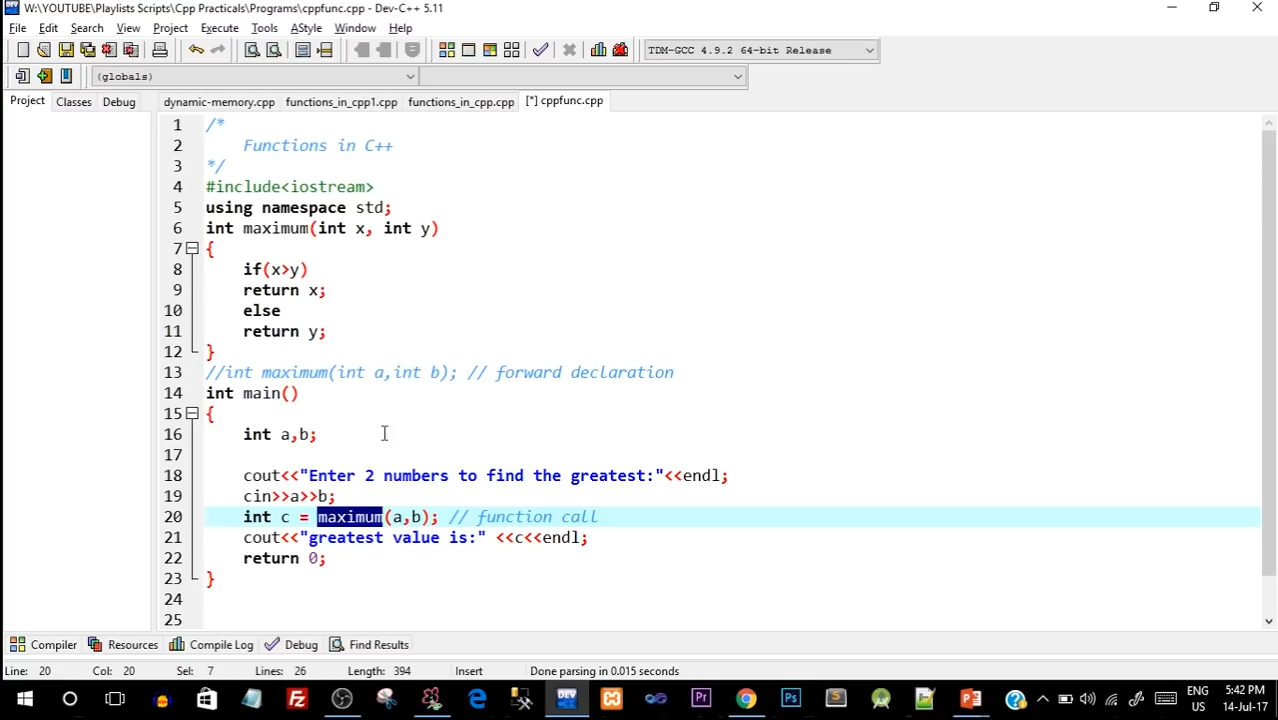 W:\YOUTUBE\Playlists Scripts\Cpp Practicals\Programs\cppfunc.cpp - Dev-C++ 5.11
File Edit Search View Project Execute Tools AStyle Window Help
TDM-GCC 4.9.2 64-bit Release
(globals)
Project Classes Debug dynamic-memory.cpp functions_in_cpp1.cpp functions_in_cpp.cpp [*] cppfunc.cpp
1 /*
2 Functions in C++
3 */
4 #include<iostream>
5 using namespace std;
6 int maximum(int x, int y)
7 {
8 if(x>y)
9 return x;
10 else
11 return y;
12 }
13 //int maximum(int a,int b); // forward declaration
14 int main()
15 {
16 int a,b;
17
18 cout<<"Enter 2 numbers to find the greatest:"<<endl;
19 cin>>a>>b;
20 int c = maximum(a,b); // function call
21 cout<<"greatest value is:" <<c<<endl;
22 return 0;
23 }
24
25
Compiler Resources Compile Log Debug Find Results
Line: 20 Col: 20 Sel: 7 Lines: 26 Length: 394 Insert Done parsing in 0.015 seconds
DEV Pr Ps S P ENG 5:42 PM
US 14-Jul-17